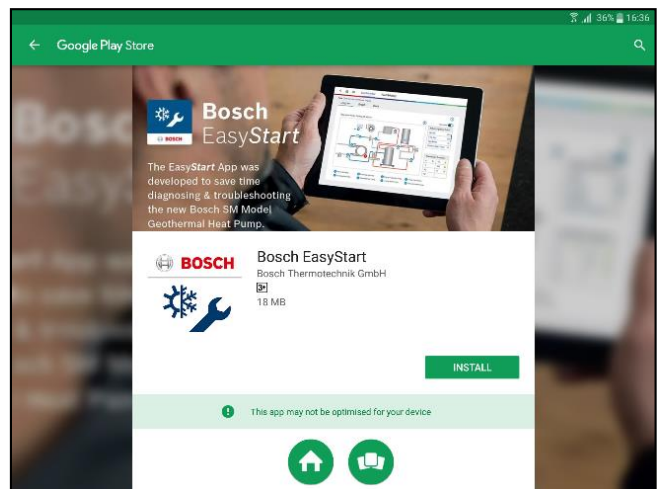 36% 16:36
Google Play Store
Bosch
EasyStart
BOSCH
The EasyStart App was
developed to save time
diagnosing & troubleshooting
the new Bosch SM Model
Geothermal Heat Pump.
BOSCH
Bosch EasyStart
Bosch Thermotechnik GmbH
3+
18 MB
INSTALL
This app may not be optimised for your device